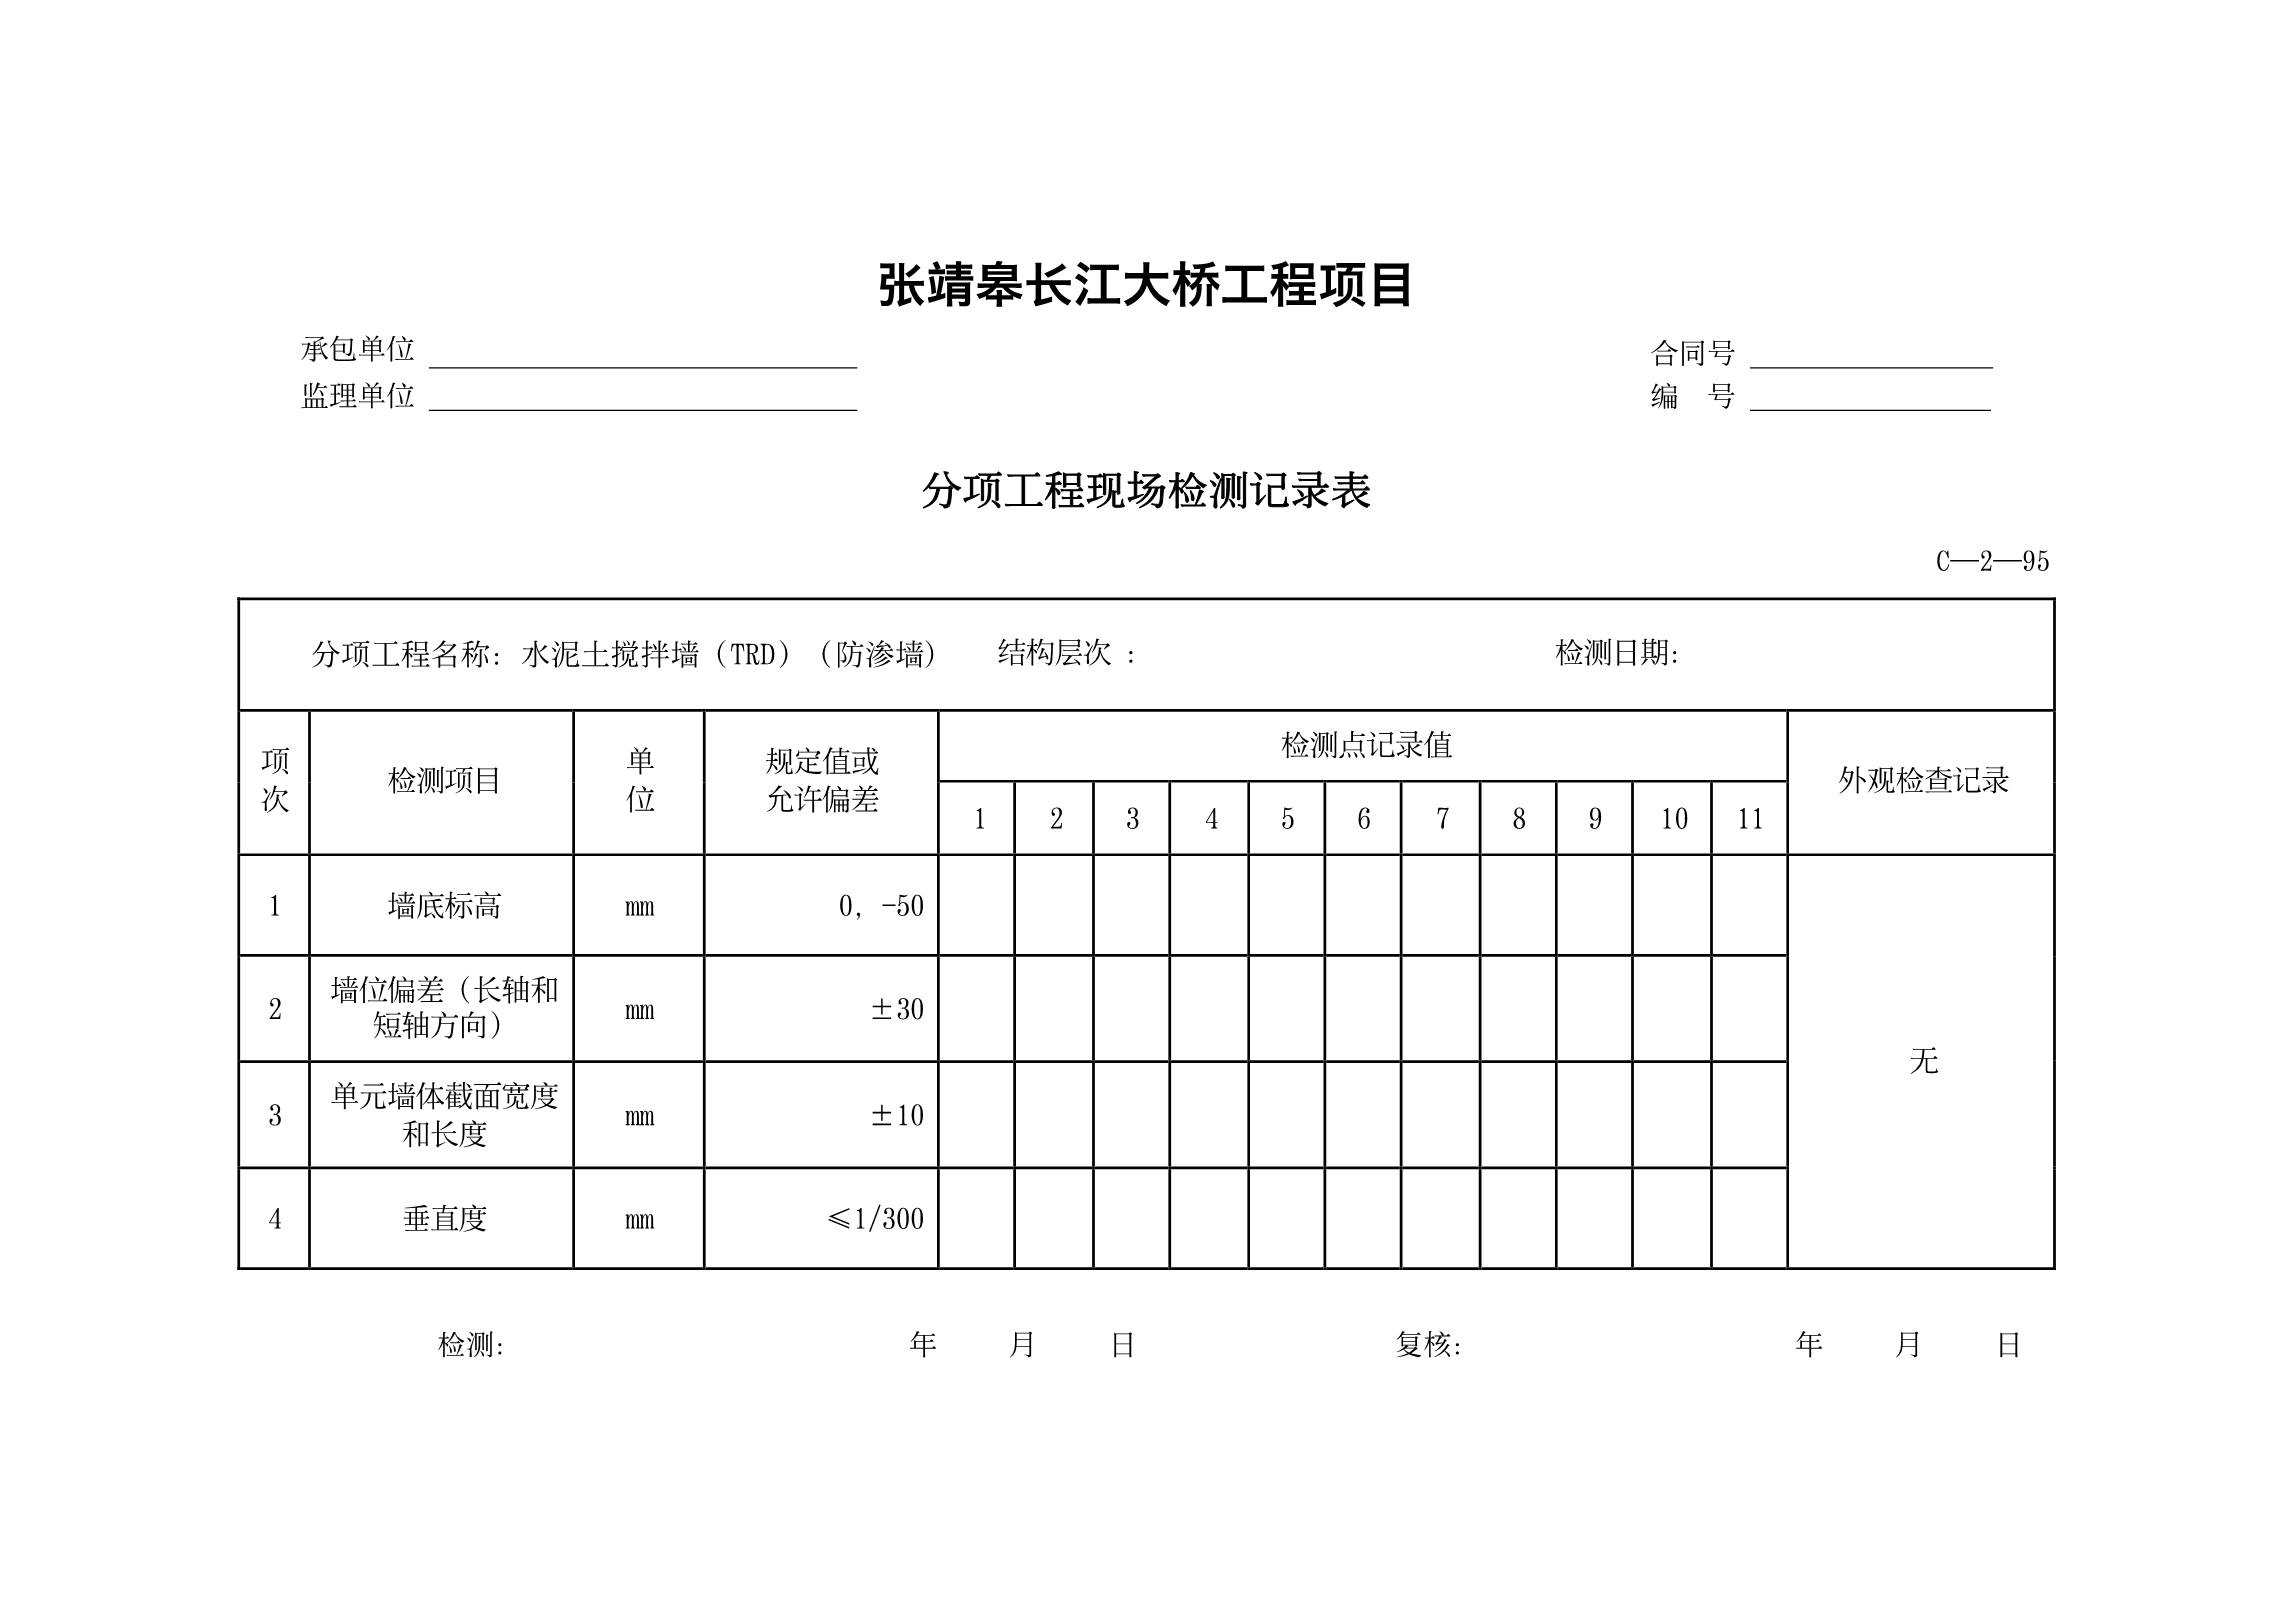 张靖皋长江大桥工程项目
承包单位 合同号
监理单位 编 号
分项工程现场检测记录表
C—2—95
分项工程名称: 水泥土搅拌墙（TRD）（防渗墙） 结构层次 : 检测日期:
项次 检测项目 单位 规定值或允许偏差 检测点记录值 外观检查记录
1 2 3 4 5 6 7 8 9 10 11
1 墙底标高 mm 0, -50
2 墙位偏差（长轴和短轴方向） mm ±30
无
3 单元墙体截面宽度和长度 mm ±10
4 垂直度 mm ≤1/300
检测: 年 月 日 复核: 年 月 日